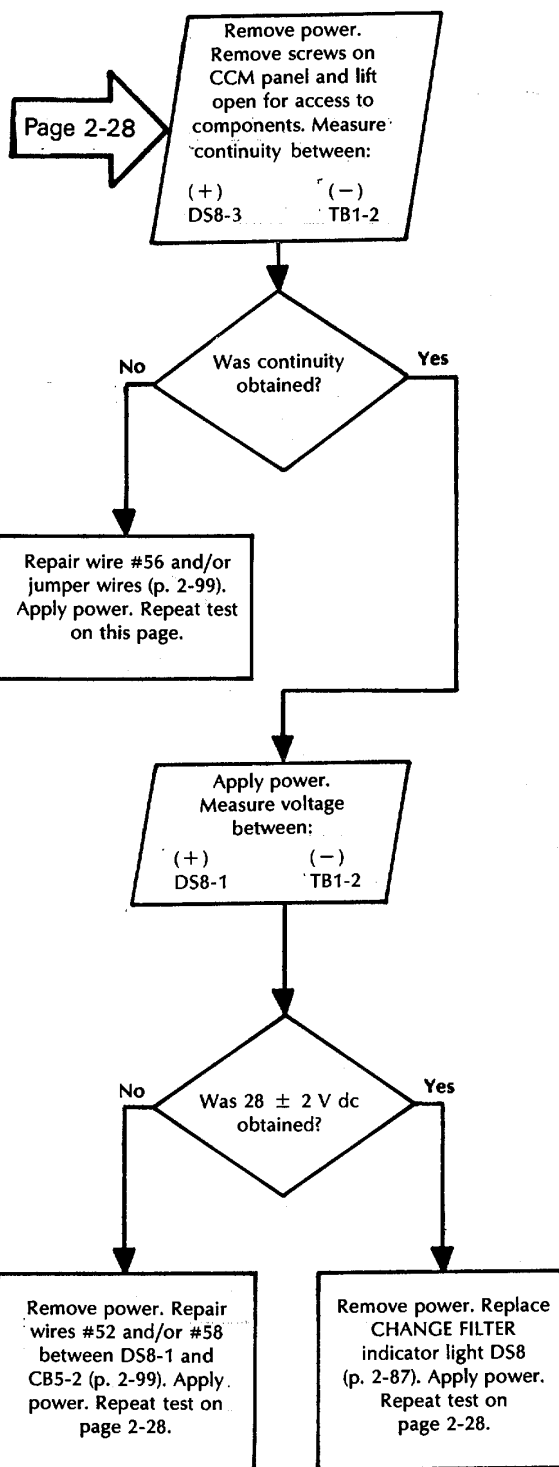 Page 2-28
Remove power.
Remove screws on
CCM panel and lift
open for access to
components. Measure
continuity between:
(+) (−)
DS8-3 TB1-2
Was continuity
obtained?
No
Yes
Repair wire #56 and/or
jumper wires (p. 2-99).
Apply power. Repeat test
on this page.
Apply power.
Measure voltage
between:
(+) (−)
DS8-1 TB1-2
Was 28 ± 2 V dc
obtained?
No
Yes
Remove power. Repair
wires #52 and/or #58
between DS8-1 and
CB5-2 (p. 2-99). Apply
power. Repeat test on
page 2-28.
Remove power. Replace
CHANGE FILTER
indicator light DS8
(p. 2-87). Apply power.
Repeat test on
page 2-28.